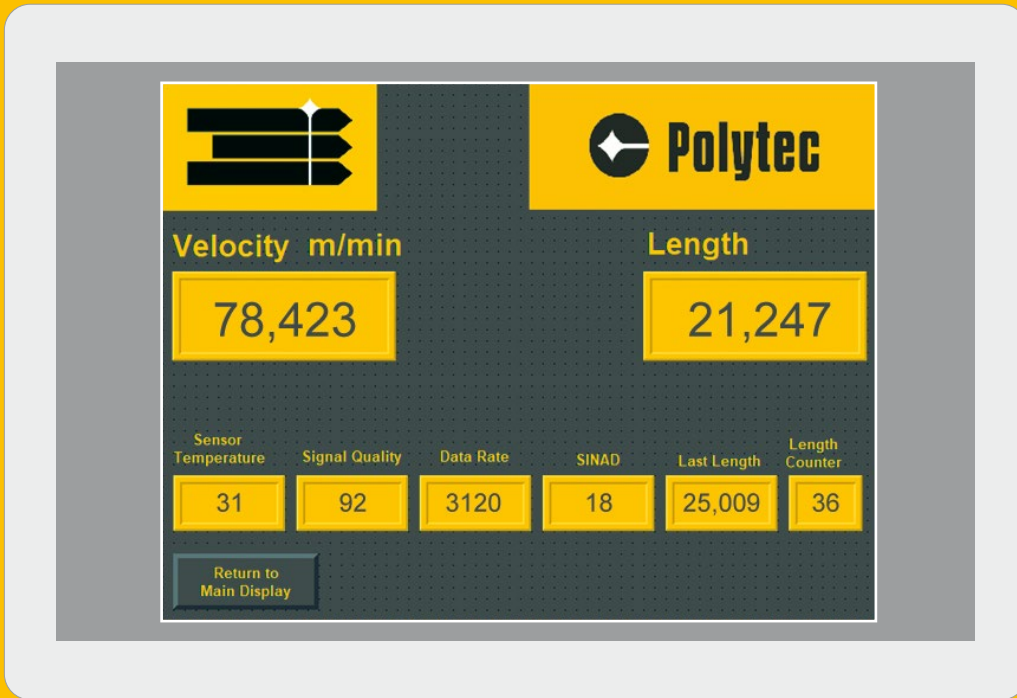 Polytec
Velocity m/min
Length
78,423
21,247
Sensor
Temperature
Signal Quality
Data Rate
SINAD
Last Length
Length
Counter
31
92
3120
18
25,009
36
Return to
Main Display